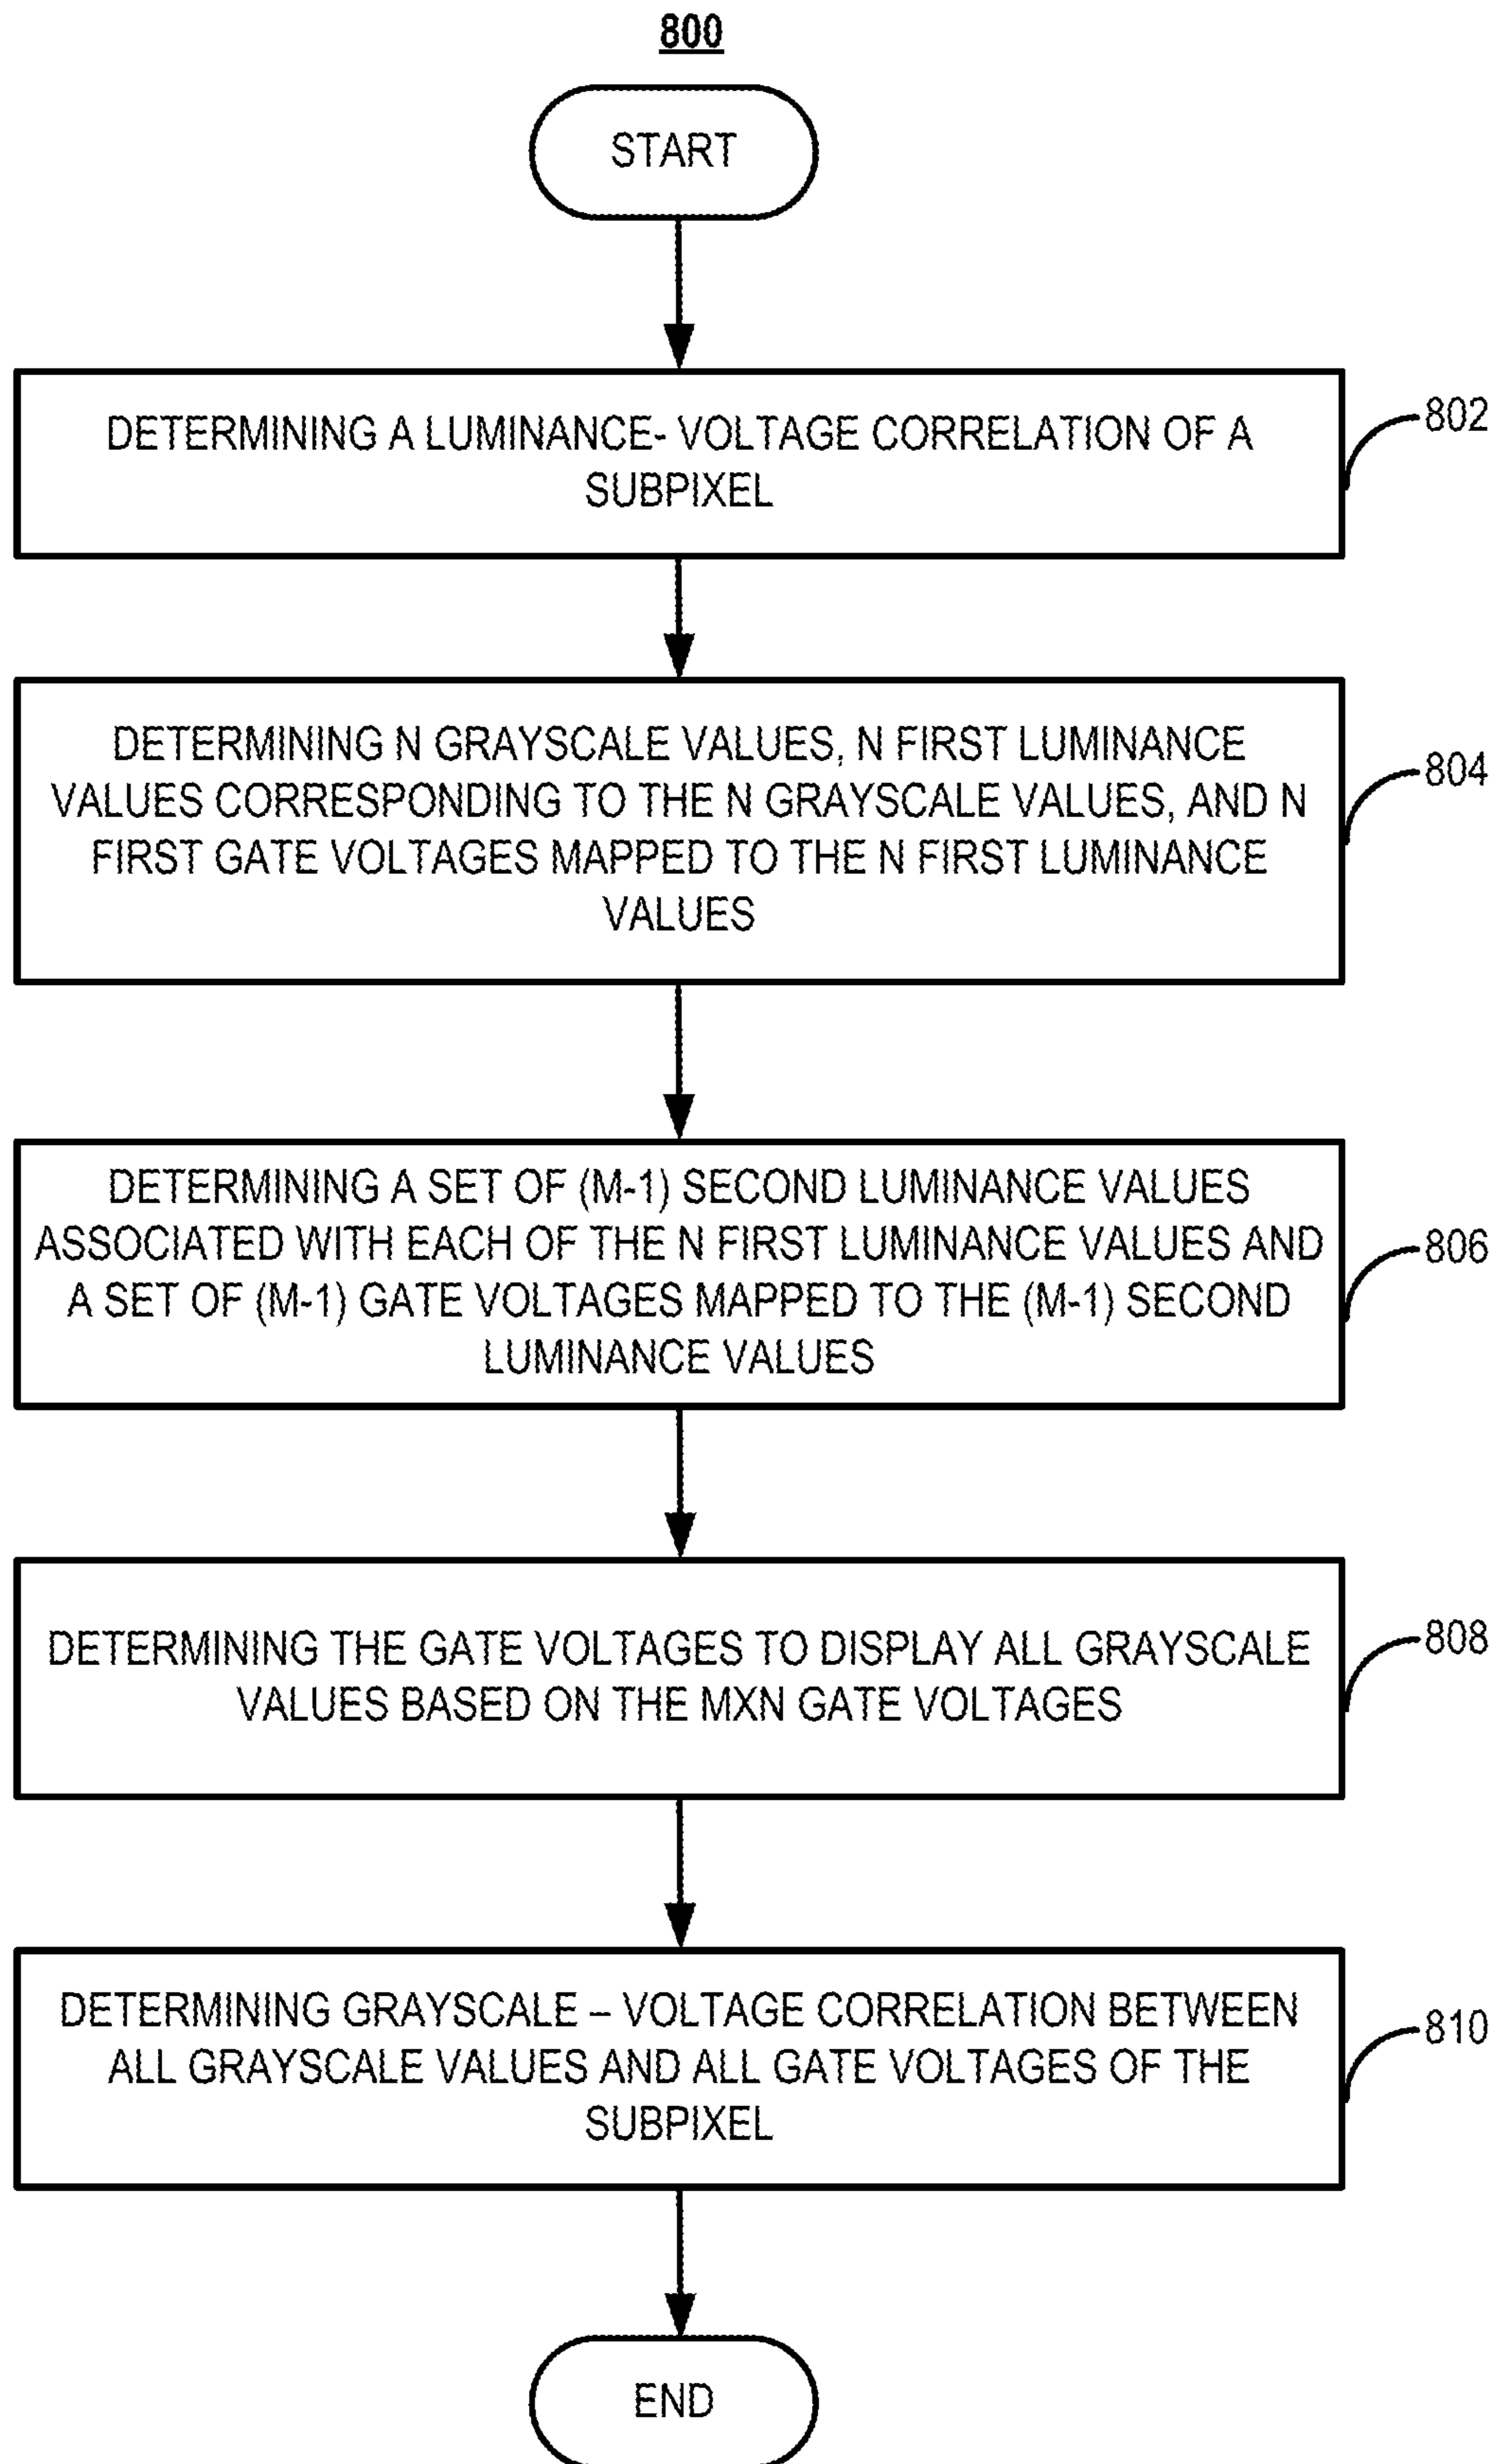 800
START
DETERMINING A LUMINANCE- VOLTAGE CORRELATION OF A
SUBPIXEL
802
DETERMINING N GRAYSCALE VALUES, N FIRST LUMINANCE
VALUES CORRESPONDING TO THE N GRAYSCALE VALUES, AND N
FIRST GATE VOLTAGES MAPPED TO THE N FIRST LUMINANCE
VALUES
804
DETERMINING A SET OF (M-1) SECOND LUMINANCE VALUES
ASSOCIATED WITH EACH OF THE N FIRST LUMINANCE VALUES AND
A SET OF (M-1) GATE VOLTAGES MAPPED TO THE (M-1) SECOND
LUMINANCE VALUES
806
DETERMINING THE GATE VOLTAGES TO DISPLAY ALL GRAYSCALE
VALUES BASED ON THE MXN GATE VOLTAGES
808
DETERMINING GRAYSCALE – VOLTAGE CORRELATION BETWEEN
ALL GRAYSCALE VALUES AND ALL GATE VOLTAGES OF THE
SUBPIXEL
810
END